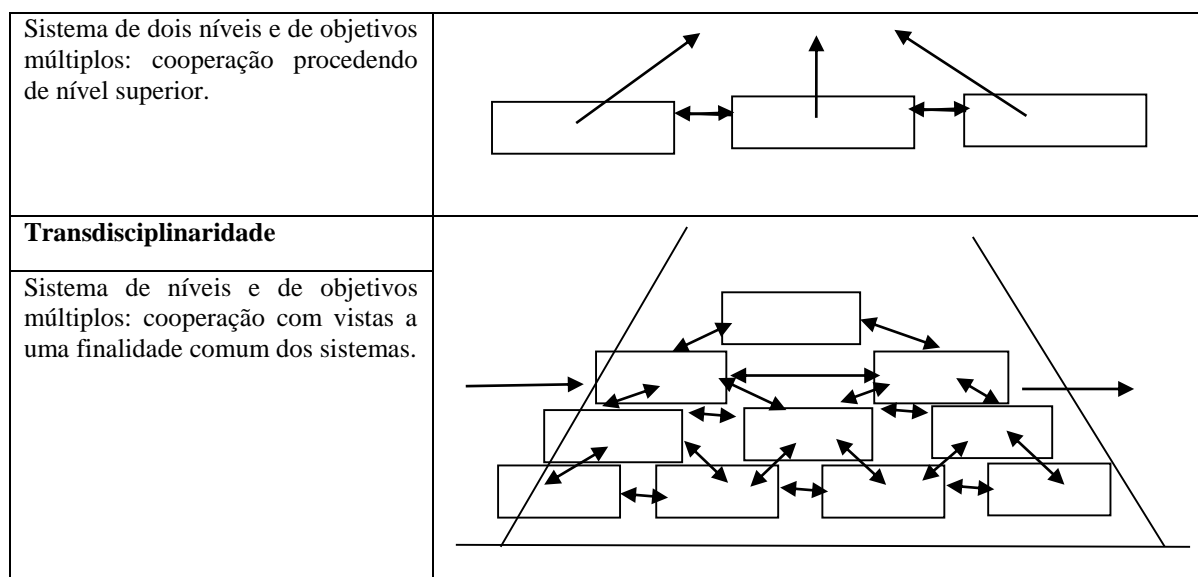 Sistema de dois níveis e de objetivos
múltiplos: cooperação procedendo
de nível superior.
Transdisciplinaridade
Sistema de níveis e de objetivos
múltiplos: cooperação com vistas a
uma finalidade comum dos sistemas.